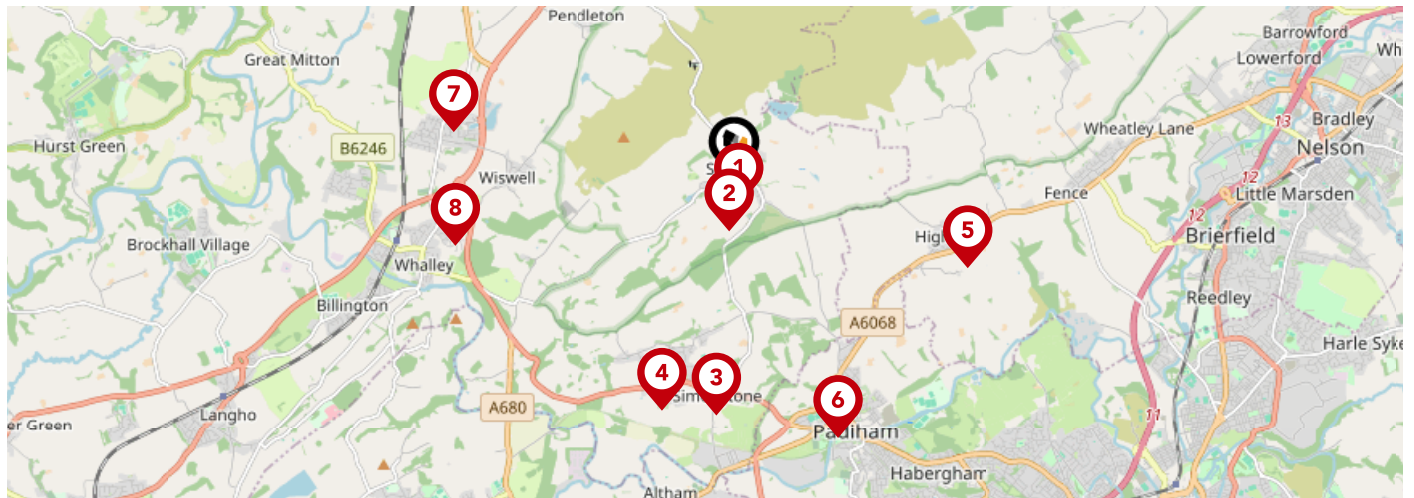 Pendleton
Great Mitton
Barrowford
Lowerford
7
13
Bradley
Wheatley Lane
Hurst Green
B6246
Nelson
1
Wiswell
12
Little Marsden
2
Fence
8
12
Brierfield
5
Brockhall Village
Whalley
Reedley
Billington
A6068
Harle Syke
4
3
6
A680
Langho
er Green
11
Padiham
Habergham
Altham